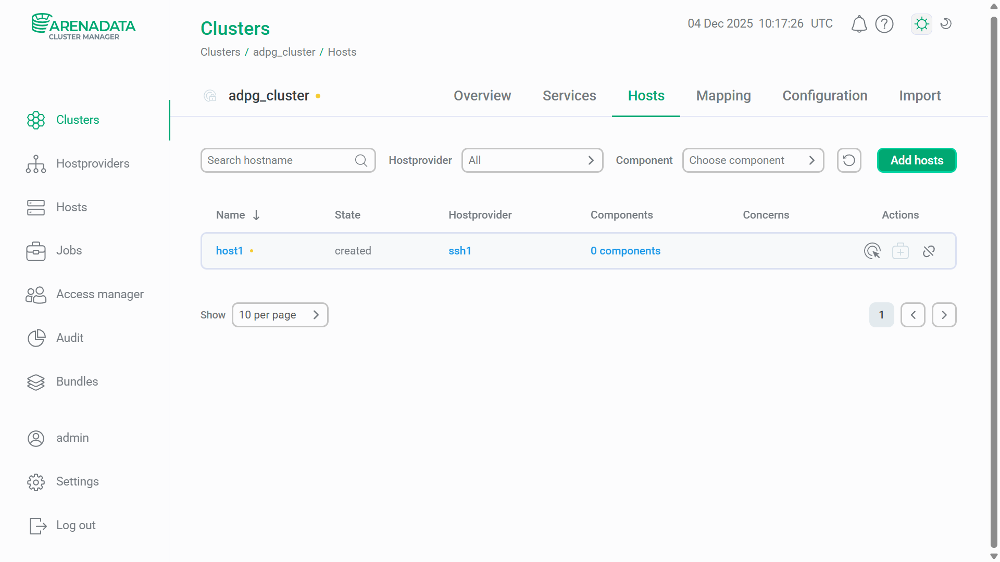 ARENADATA
CLUSTER MANAGER
Clusters
Hostproviders
Hosts
Jobs
Access manager
Audit
Bundles
admin
Settings
Log out
Clusters
04 Dec 2025 10:17:26 UTC
Clusters / adpg_cluster / Hosts
adpg_cluster
Overview Services Hosts Mapping Configuration Import
Search hostname Hostprovider All Component Choose component Add hosts
Name State Hostprovider Components Concerns Actions
host1 created ssh1 0 components
Show 10 per page 1